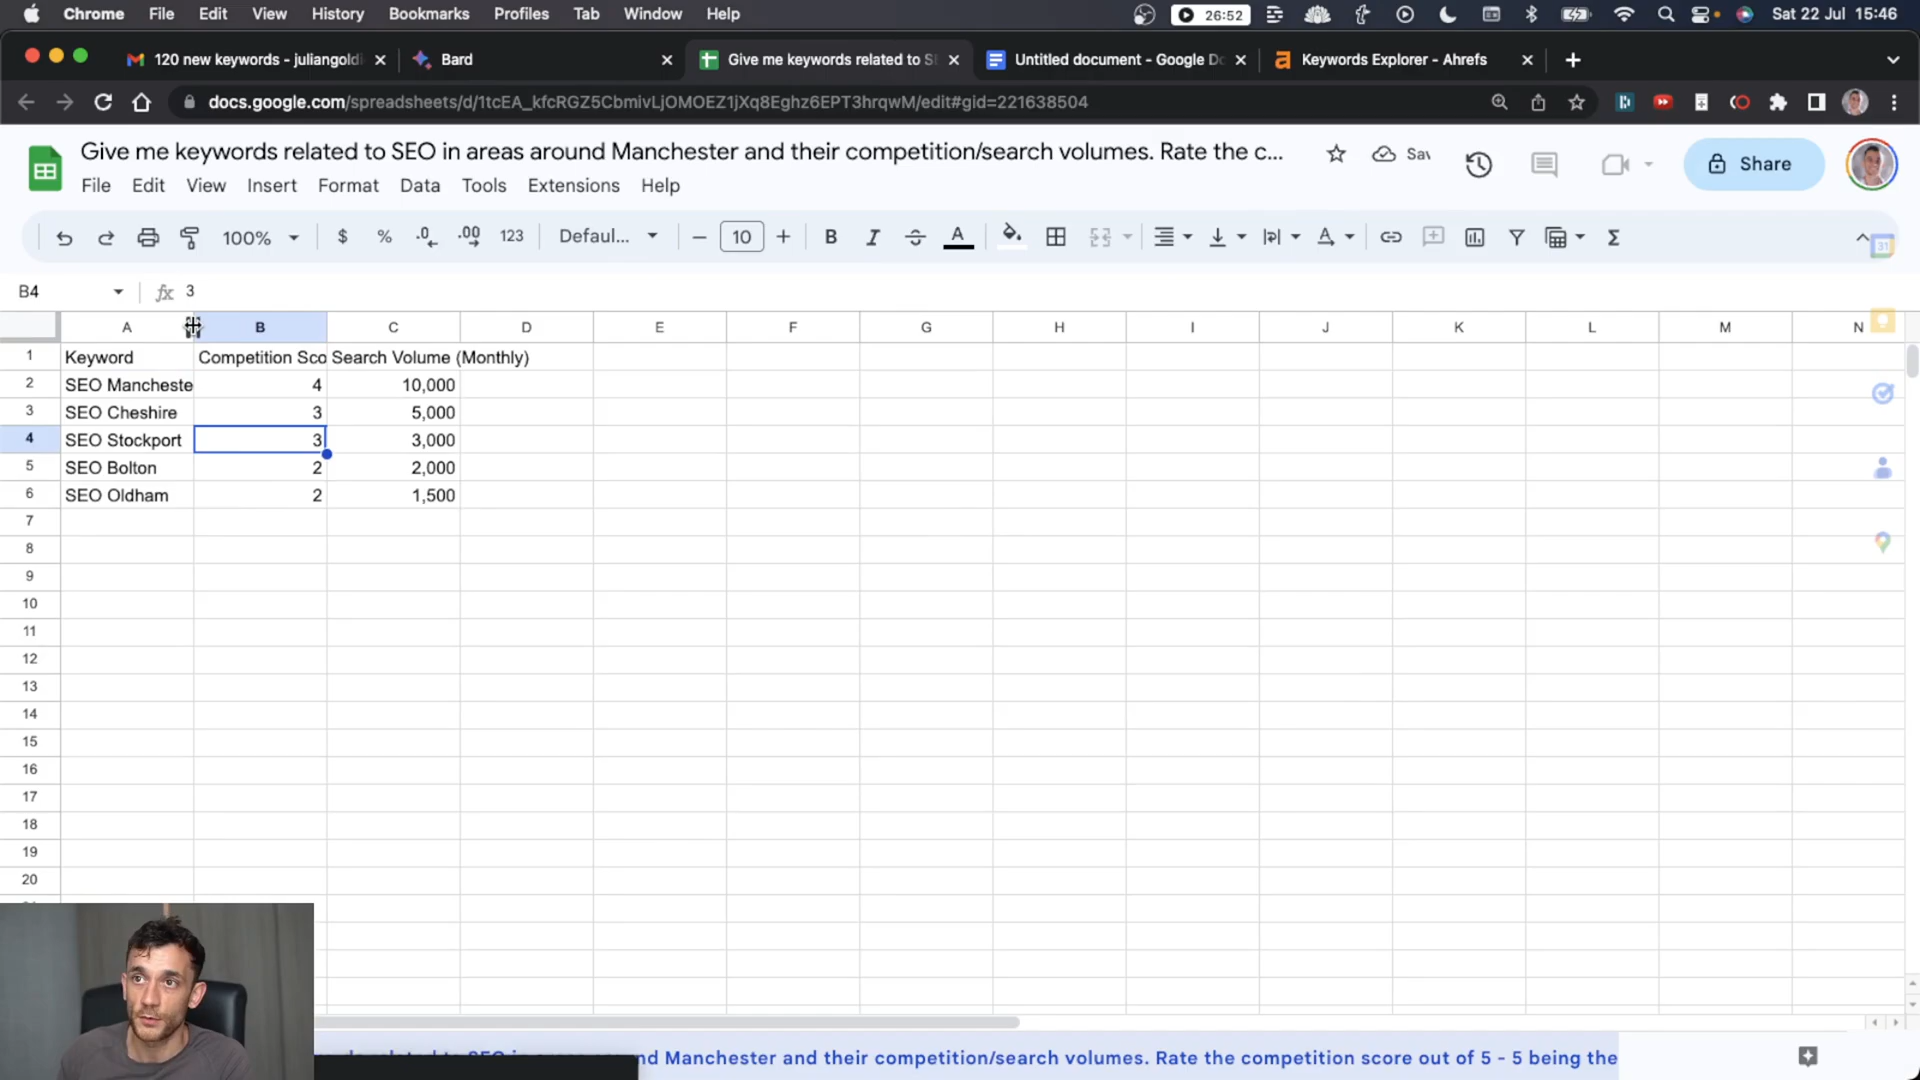 Chrome File Edit View History Bookmarks Profiles Tab Window Help 26:52 Sat 22 Jul 15:46
120 new keywords - juliangoldi Bard Give me keywords related to S Untitled document - Google Do Keywords Explorer - Ahrefs
docs.google.com/spreadsheets/d/1tcEA_kfcRGZ5CbmivLjOMOEZ1jXq8Eghz6EPT3hrqwM/edit#gid=221638504
Give me keywords related to SEO in areas around Manchester and their competition/search volumes. Rate the c... Sav Share
File Edit View Insert Format Data Tools Extensions Help
100% $ % .0 .00 123 Defaul... 10 B I S A
B4 fx 3
A B C D E F G H I J K L M N
1 Keyword Competition Sco Search Volume (Monthly)
2 SEO Mancheste 4 10,000
3 SEO Cheshire 3 5,000
4 SEO Stockport 3 3,000
5 SEO Bolton 2 2,000
6 SEO Oldham 2 1,500
7
8
9
10
11
12
13
14
15
16
17
18
19
20
nd Manchester and their competition/search volumes. Rate the competition score out of 5 - 5 being the